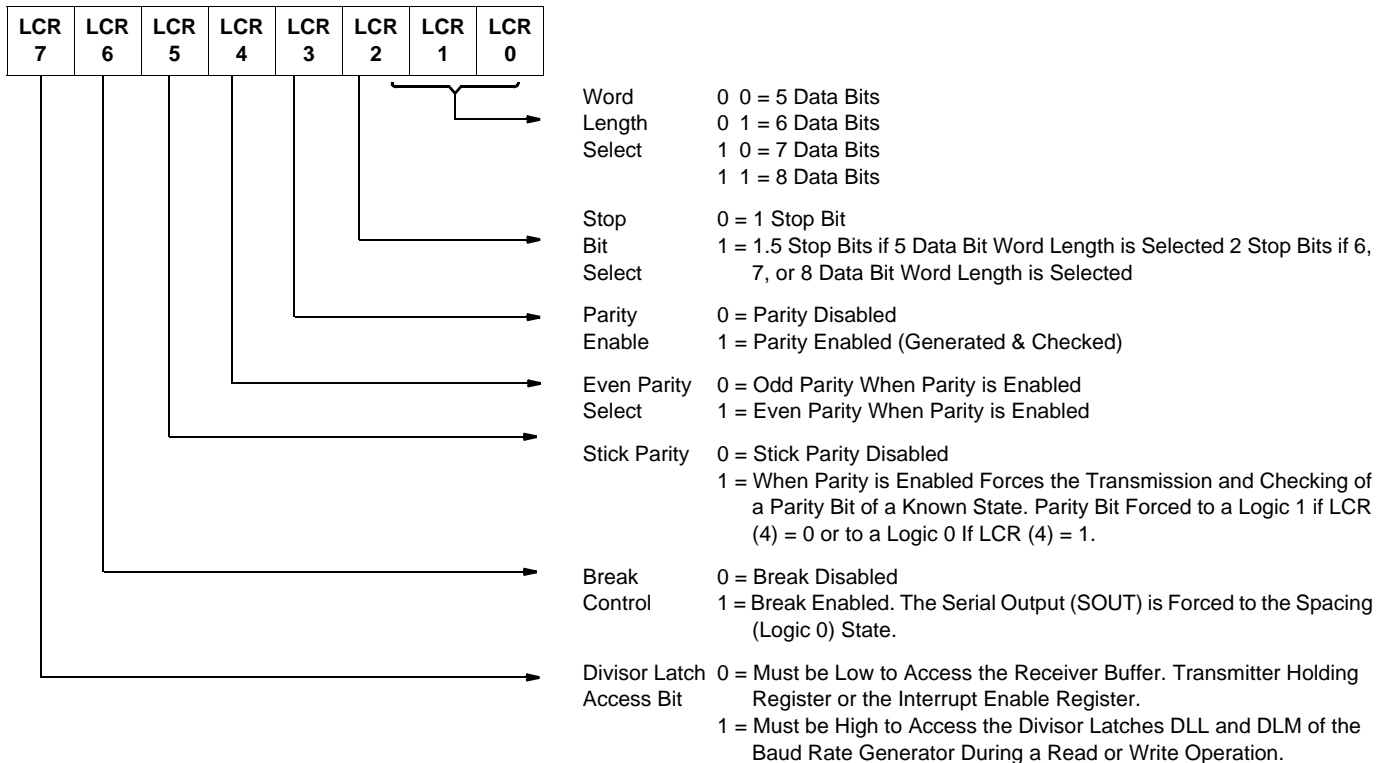 LCR LCR LCR LCR LCR LCR LCR LCR
7 6 5 4 3 2 1 0
Word 0 0 = 5 Data Bits
Length 0 1 = 6 Data Bits
Select 1 0 = 7 Data Bits
1 1 = 8 Data Bits
Stop 0 = 1 Stop Bit
Bit 1 = 1.5 Stop Bits if 5 Data Bit Word Length is Selected 2 Stop Bits if 6,
Select 7, or 8 Data Bit Word Length is Selected
Parity 0 = Parity Disabled
Enable 1 = Parity Enabled (Generated & Checked)
Even Parity 0 = Odd Parity When Parity is Enabled
Select 1 = Even Parity When Parity is Enabled
Stick Parity 0 = Stick Parity Disabled
1 = When Parity is Enabled Forces the Transmission and Checking of
a Parity Bit of a Known State. Parity Bit Forced to a Logic 1 if LCR
(4) = 0 or to a Logic 0 If LCR (4) = 1.
Break 0 = Break Disabled
Control 1 = Break Enabled. The Serial Output (SOUT) is Forced to the Spacing
(Logic 0) State.
Divisor Latch 0 = Must be Low to Access the Receiver Buffer. Transmitter Holding
Access Bit Register or the Interrupt Enable Register.
1 = Must be High to Access the Divisor Latches DLL and DLM of the
Baud Rate Generator During a Read or Write Operation.